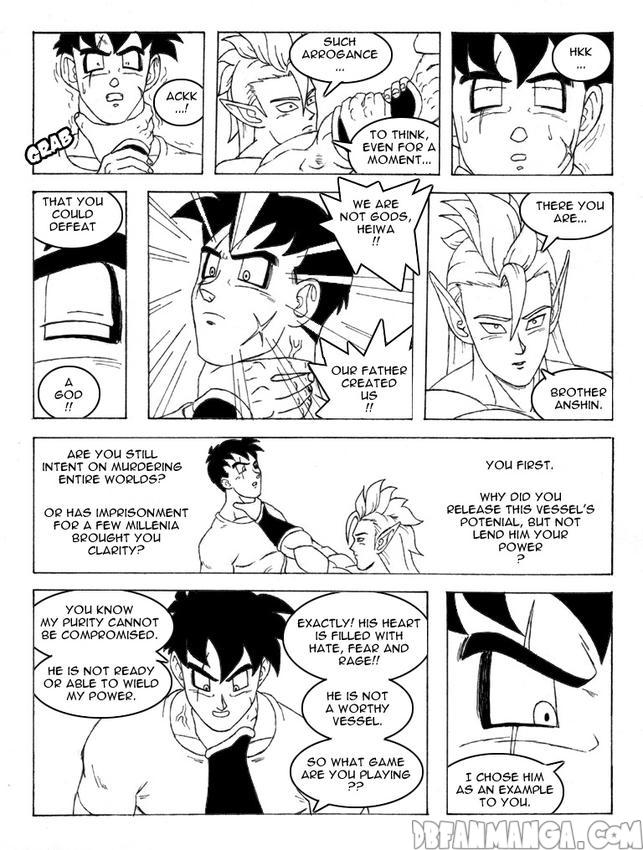 GRAB
ACKK
....!
SUCH
ARROGANCE
...
TO THINK,
EVEN FOR A
MOMENT...
HKK
...
THAT YOU
COULD
DEFEAT
A
GOD
!!
WE ARE
NOT GODS,
HEIWA
!!
OUR FATHER
CREATED
US
!!
THERE YOU
ARE...
BROTHER
ANSHIN.
ARE YOU STILL
INTENT ON MURDERING
ENTIRE WORLDS?
OR HAS IMPRISONMENT
FOR A FEW MILLENIA
BROUGHT YOU
CLARITY?
YOU FIRST.
WHY DID YOU
RELEASE THIS VESSEL'S
POTENIAL, BUT NOT
LEND HIM YOUR
POWER
?
YOU KNOW
MY PURITY CANNOT
BE COMPROMISED.
HE IS NOT READY
OR ABLE TO WIELD
MY POWER.
EXACTLY! HIS HEART
IS FILLED WITH
HATE, FEAR AND
RAGE!!
HE IS NOT
A WORTHY
VESSEL.
SO WHAT GAME
ARE YOU PLAYING
??
I CHOSE HIM
AS AN EXAMPLE
TO YOU.
DBFANMANGA.COM